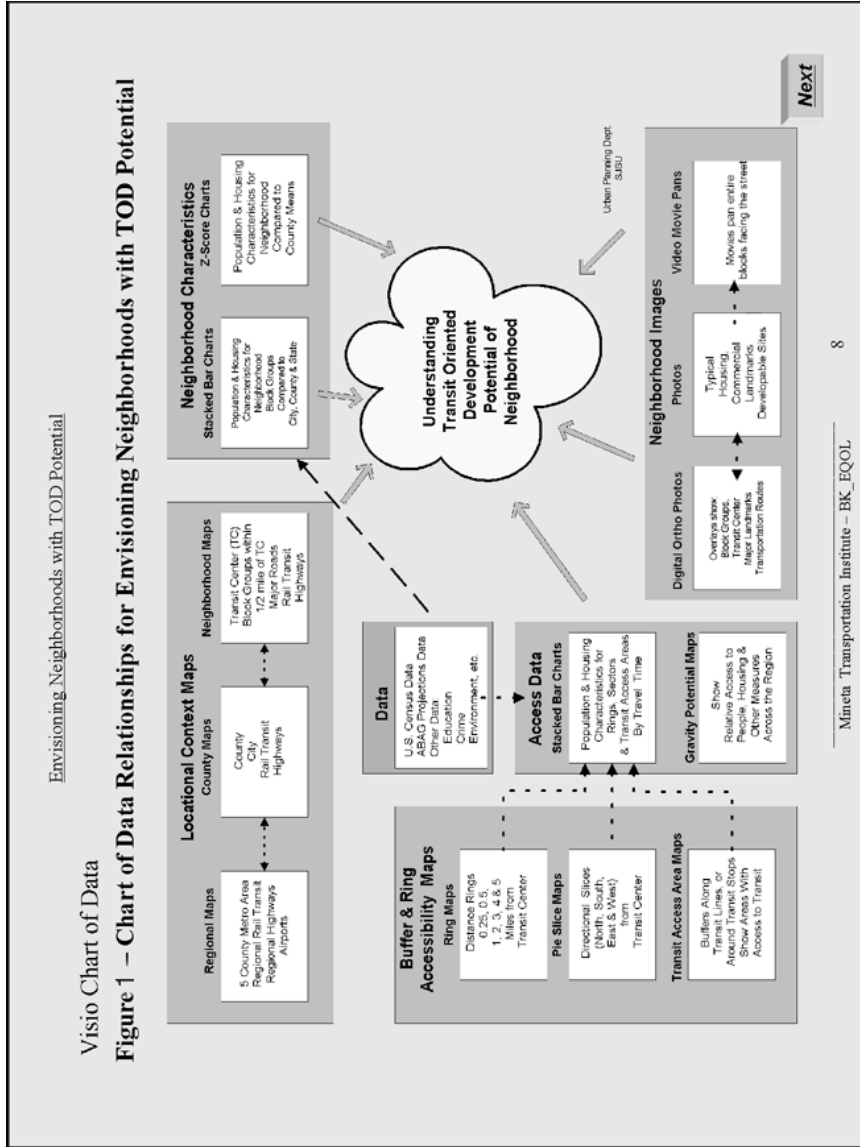 Envisioning Neighborhoods with TOD Potential
Visio Chart of Data
Figure 1 – Chart of Data Relationships for Envisioning Neighborhoods with TOD Potential
Locational Context Maps
Regional Maps
5 County Metro Area
Regional Rail Transit
Regional Highways
Airports
County Maps
County
City
Rail Transit
Highways
Neighborhood Maps
Transit Center (TC)
Block Groups within
1/2 mile of TC
Major Roads
Rail Transit
Highways
Neighborhood Characteristics
Stacked Bar Charts
Population & Housing
Characteristics for
Neighborhood
Block Groups
Compared to
City, County & State
Z-Score Charts
Population & Housing
Characteristics for
Neighborhood
Compared to
County Means
Buffer & Ring
Accessibility Maps
Ring Maps
Distance Rings
0.25, 0.5,
1, 2, 3, 4 & 5
Miles from
Transit Center
Pie Slice Maps
Directional Slices
(North, South,
East & West)
from
Transit Center
Transit Access Area Maps
Buffers Along
Transit Lines, or
Around Transit Stops
Show Areas With
Access to Transit
Data
U.S. Census Data
ABAG Projections Data
Other Data:
Education
Crime
Environment, etc.
Access Data
Stacked Bar Charts
Population & Housing
Characteristics for
Rings, Sectors
& Transit Access Areas
By Travel Time
Gravity Potential Maps
Show
Relative Access to
People, Housing &
Other Measures
Across the Region
Understanding
Transit Oriented
Development
Potential of
Neighborhood
Urban Planning Dept.
SJSU
Neighborhood Images
Digital Ortho Photos
Overlays show:
Block Groups,
Transit Center
Major Landmarks
Transportation Routes
Photos
Typical
Housing,
Commercial
Landmarks
Developable Sites
Video Movie Pans
Movies pan entire
blocks facing the street
Next
Mineta Transportation Institute – BK_EQOL
8